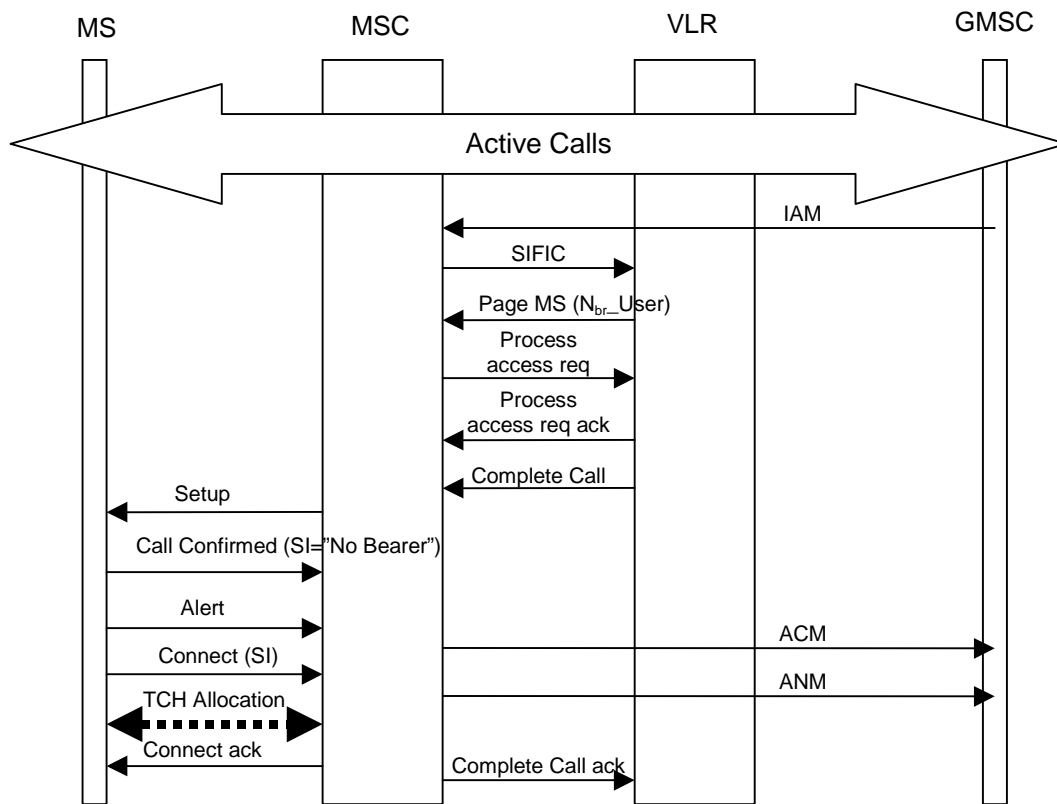 MS
MSC
VLR
GMSC
Active Calls
IAM
SIFIC
Page MS (Nbr_User)
Process
access req
Process
access req ack
Complete Call
Setup
Call Confirmed (SI=”No Bearer”)
Alert
ACM
Connect (SI)
ANM
TCH Allocation
Connect ack
Complete Call ack